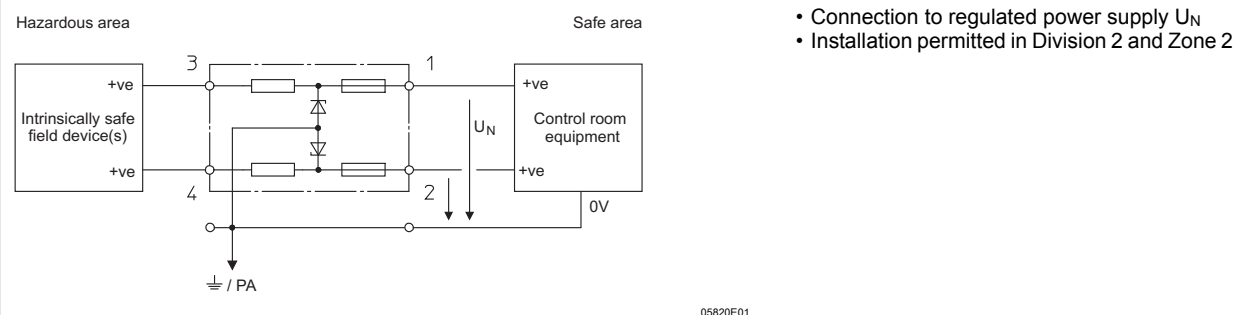 Hazardous area
Safe area
• Connection to regulated power supply UN
• Installation permitted in Division 2 and Zone 2
3
1
+ve
+ve
Intrinsically safe
field device(s)
UN
Control room
equipment
+ve
+ve
4
2
0V
/ PA
05820E01